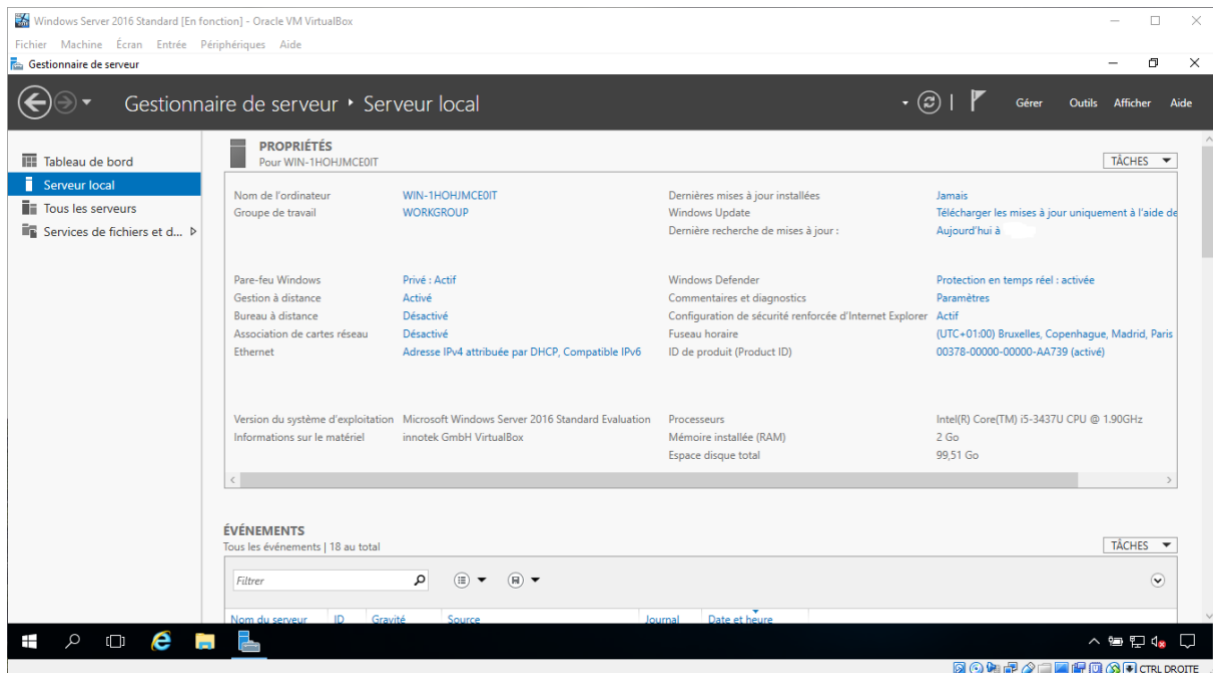 Windows Server 2016 Standard [En fonction] - Oracle VM VirtualBox
Fichier Machine Écran Entrée Périphériques Aide
Gestionnaire de serveur
Gestionnaire de serveur Serveur local
Gérer Outils Afficher Aide
Tableau de bord
Serveur local
Tous les serveurs
Services de fichiers et d...
PROPRIÉTÉS
Pour WIN-1HOHJMCE0IT
TÂCHES
Nom de l'ordinateur WIN-1HOHJMCE0IT
Groupe de travail WORKGROUP
Dernières mises à jour installées Jamais
Windows Update Télécharger les mises à jour uniquement à l'aide de
Dernière recherche de mises à jour : Aujourd'hui à
Pare-feu Windows Privé : Actif
Gestion à distance Activé
Bureau à distance Désactivé
Association de cartes réseau Désactivé
Ethernet Adresse IPv4 attribuée par DHCP, Compatible IPv6
Windows Defender Protection en temps réel : activée
Commentaires et diagnostics Paramètres
Configuration de sécurité renforcée d'Internet Explorer Actif
Fuseau horaire (UTC+01:00) Bruxelles, Copenhague, Madrid, Paris
ID de produit (Product ID) 00378-00000-00000-AA739 (activé)
Version du système d'exploitation Microsoft Windows Server 2016 Standard Evaluation
Informations sur le matériel innotek GmbH VirtualBox
Processeurs Intel(R) Core(TM) i5-3437U CPU @ 1.90GHz
Mémoire installée (RAM) 2 Go
Espace disque total 99,51 Go
ÉVÉNEMENTS
Tous les événements | 18 au total
TÂCHES
Filtrer
Nom du serveur ID Gravité Source Journal Date et heure
CTRL DROITE